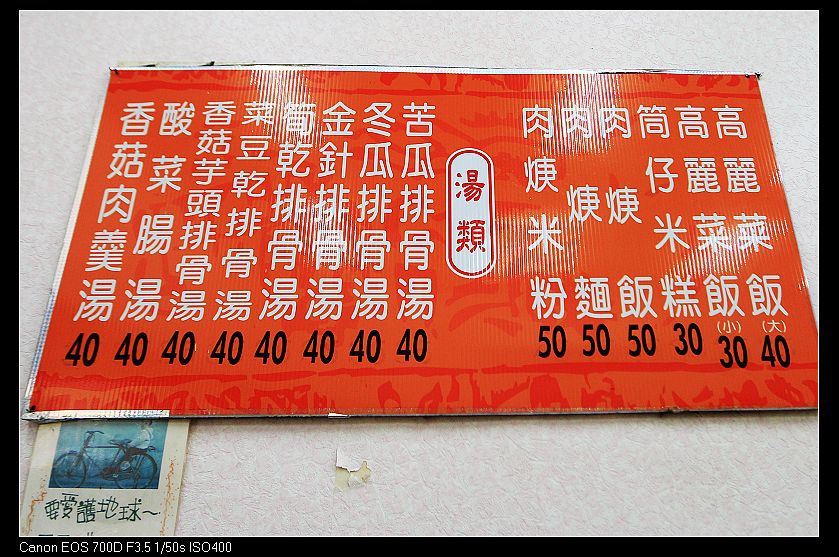 高麗菜飯(大) 40
高麗菜飯(小) 30
筒仔米糕 30
肉焿飯 50
肉焿麵 50
肉焿米粉 50
湯類
苦瓜排骨湯 40
冬瓜排骨湯 40
金針排骨湯 40
筍乾排骨湯 40
菜豆乾排骨湯 40
香菇芋頭排骨湯 40
酸菜腸湯 40
香菇肉羹湯 40
要愛護地球~
Canon EOS 700D F3.5 1/50s ISO400